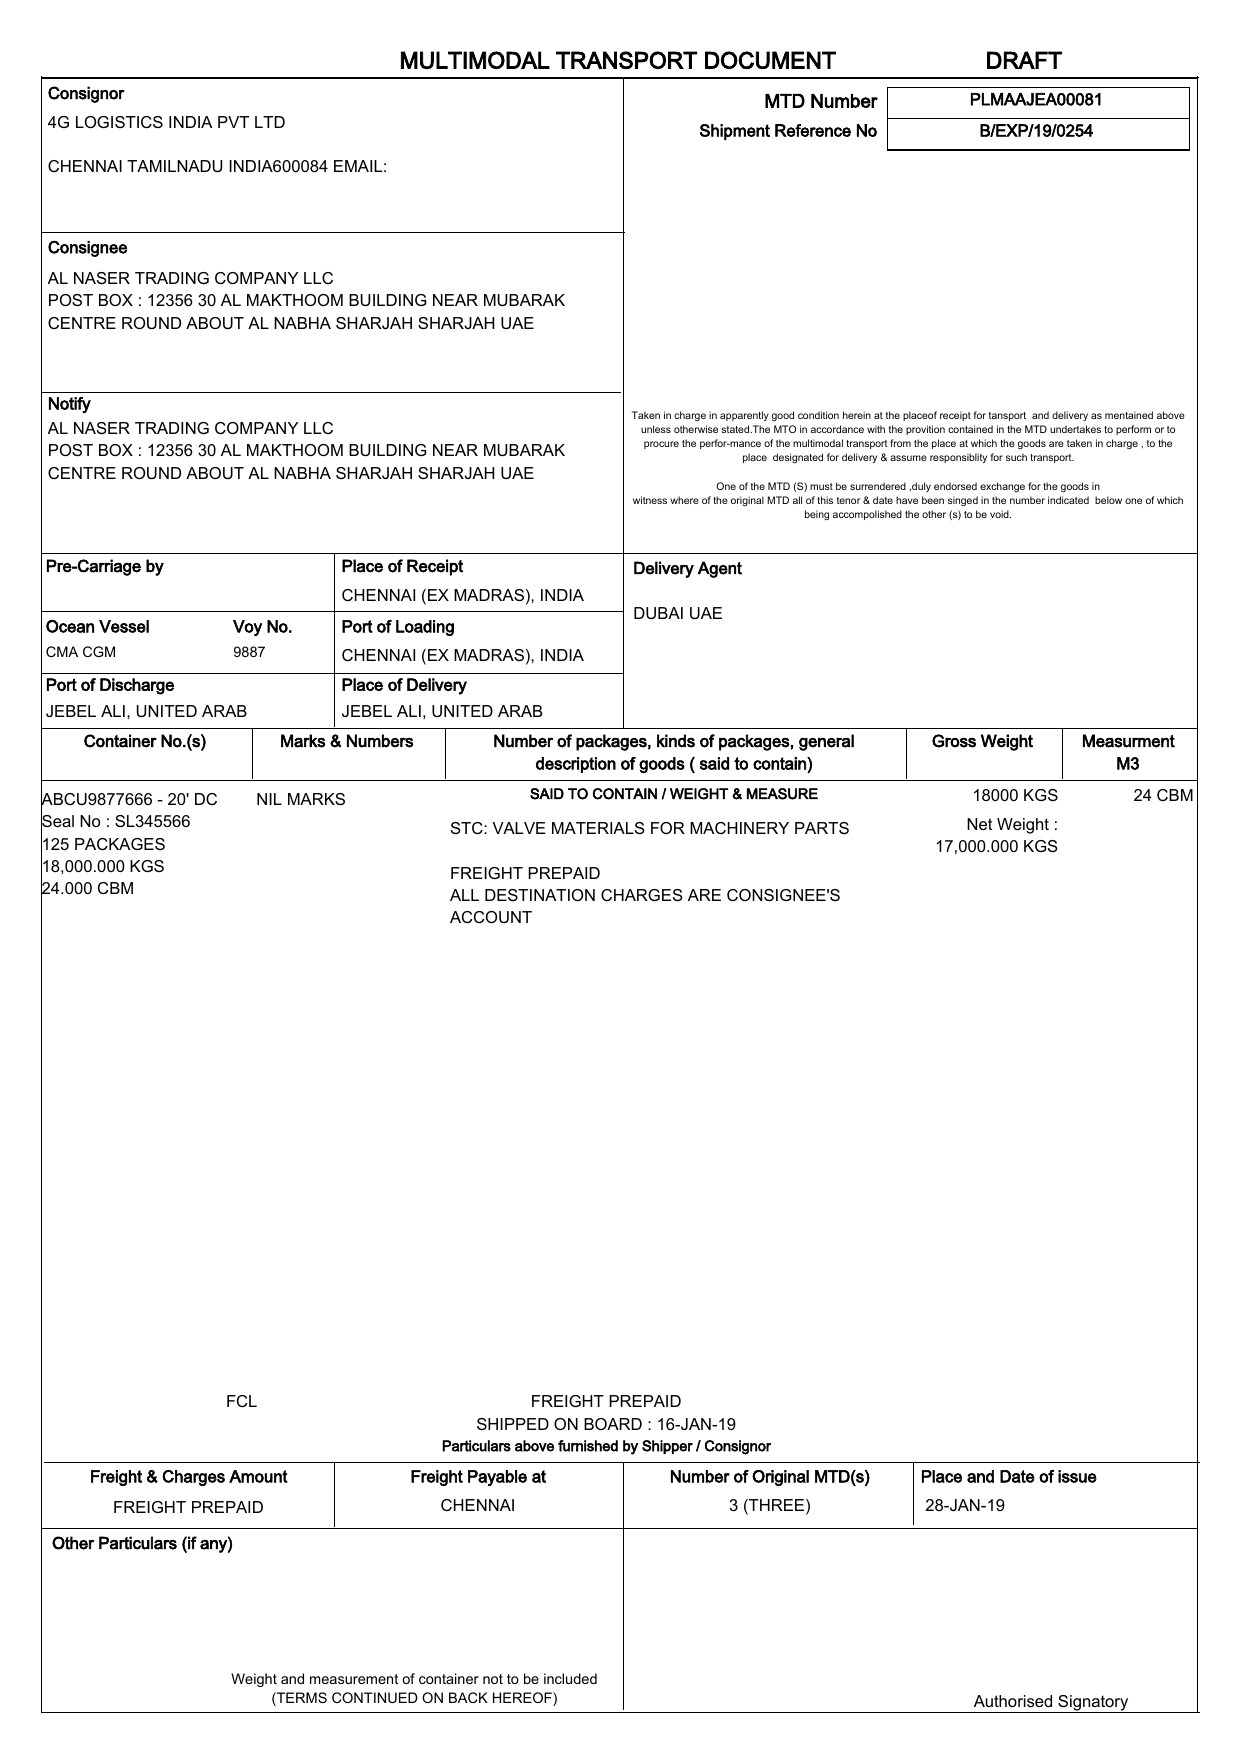 MULTIMODAL TRANSPORT DOCUMENT DRAFT
Consignor
4G LOGISTICS INDIA PVT LTD
CHENNAI TAMILNADU INDIA600084 EMAIL:
MTD Number PLMAAJEA00081
Shipment Reference No B/EXP/19/0254
Consignee
AL NASER TRADING COMPANY LLC
POST BOX : 12356 30 AL MAKTHOOM BUILDING NEAR MUBARAK
CENTRE ROUND ABOUT AL NABHA SHARJAH SHARJAH UAE
Notify
AL NASER TRADING COMPANY LLC
POST BOX : 12356 30 AL MAKTHOOM BUILDING NEAR MUBARAK
CENTRE ROUND ABOUT AL NABHA SHARJAH SHARJAH UAE
Taken in charge in apparently good condition herein at the placeof receipt for tansport and delivery as mentained above
unless otherwise stated.The MTO in accordance with the provition contained in the MTD undertakes to perform or to
procure the perfor-mance of the multimodal transport from the place at which the goods are taken in charge , to the
place designated for delivery & assume responsiblity for such transport.
One of the MTD (S) must be surrendered ,duly endorsed exchange for the goods in
witness where of the original MTD all of this tenor & date have been singed in the number indicated below one of which
being accompolished the other (s) to be void.
Pre-Carriage by
Place of Receipt
CHENNAI (EX MADRAS), INDIA
Delivery Agent
DUBAI UAE
Ocean Vessel Voy No.
CMA CGM 9887
Port of Loading
CHENNAI (EX MADRAS), INDIA
Port of Discharge
JEBEL ALI, UNITED ARAB
Place of Delivery
JEBEL ALI, UNITED ARAB
Container No.(s)
Marks & Numbers
Number of packages, kinds of packages, general
description of goods ( said to contain)
Gross Weight
Measurment
M3
ABCU9877666 - 20' DC
Seal No : SL345566
125 PACKAGES
18,000.000 KGS
24.000 CBM
NIL MARKS
SAID TO CONTAIN / WEIGHT & MEASURE
STC: VALVE MATERIALS FOR MACHINERY PARTS
FREIGHT PREPAID
ALL DESTINATION CHARGES ARE CONSIGNEE'S
ACCOUNT
18000 KGS
Net Weight :
17,000.000 KGS
24 CBM
FCL FREIGHT PREPAID
SHIPPED ON BOARD : 16-JAN-19
Particulars above furnished by Shipper / Consignor
Freight & Charges Amount
FREIGHT PREPAID
Freight Payable at
CHENNAI
Number of Original MTD(s)
3 (THREE)
Place and Date of issue
28-JAN-19
Other Particulars (if any)
Weight and measurement of container not to be included
(TERMS CONTINUED ON BACK HEREOF)
Authorised Signatory